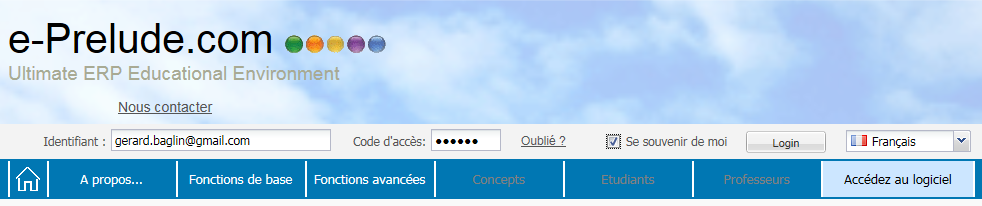 e-Prelude.com
Ultimate ERP Educational Environment
Nous contacter
Identifiant : gerard.baglin@gmail.com Code d'accès: ●●●●●● Oublié ? Se souvenir de moi Login Français
A propos... Fonctions de base Fonctions avancées Concepts Etudiants Professeurs Accédez au logiciel